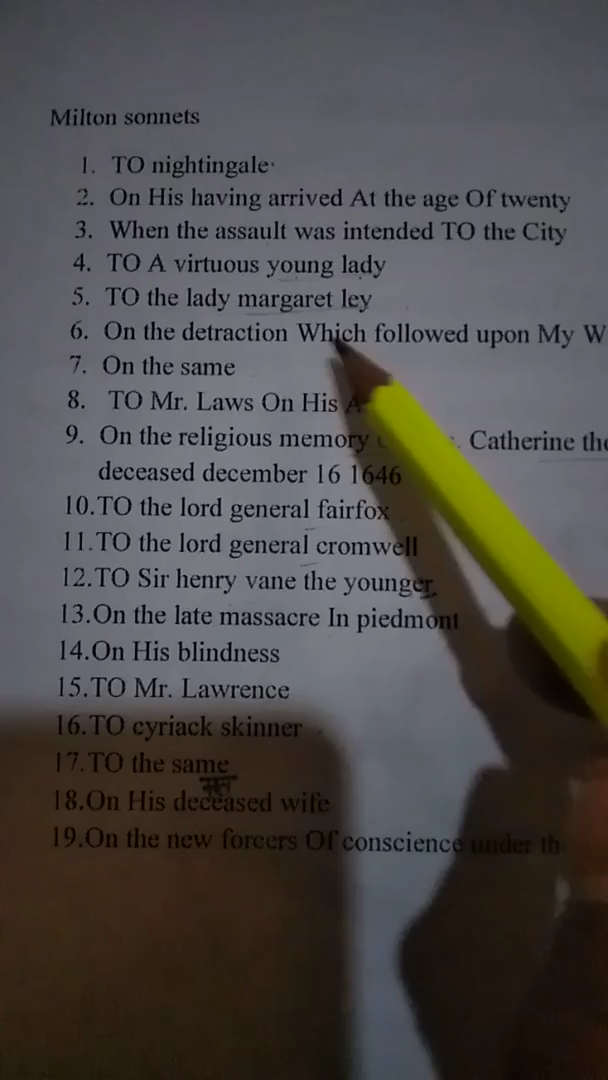 Milton sonnets
1. TO nightingale
2. On His having arrived At the age Of twenty
3. When the assault was intended TO the City
4. TO A virtuous young lady
5. TO the lady margaret ley
6. On the detraction Which followed upon My W
7. On the same
8. TO Mr. Laws On His A
9. On the religious memory . Catherine
deceased december 16 1646
10.TO the lord general fairfox
11.TO the lord general cromwell
12.TO Sir henry vane the younger
13.On the late massacre In piedmont
14.On His blindness
15.TO Mr. Lawrence
16.TO cyriack skinner
17.TO the same
18.On His deceased wife
19.On the new forcers Of conscience under